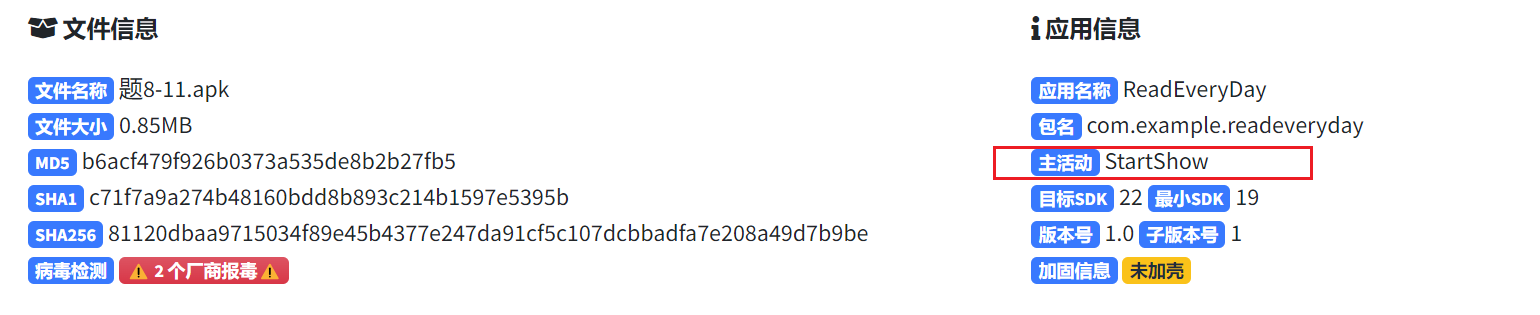 文件信息
文件名称 题8-11.apk
文件大小 0.85MB
MD5 b6acf479f926b0373a535de8b2b27fb5
SHA1 c71f7a9a274b48160bdd8b893c214b1597e5395b
SHA256 81120dbaa9715034f89e45b4377e247da91cf5c107dcbbadfa7e208a49d7b9be
病毒检测 2 个厂商报毒
应用信息
应用名称 ReadEveryDay
包名 com.example.readeveryday
主活动 StartShow
目标SDK 22 最小SDK 19
版本号 1.0 子版本号 1
加固信息 未加壳